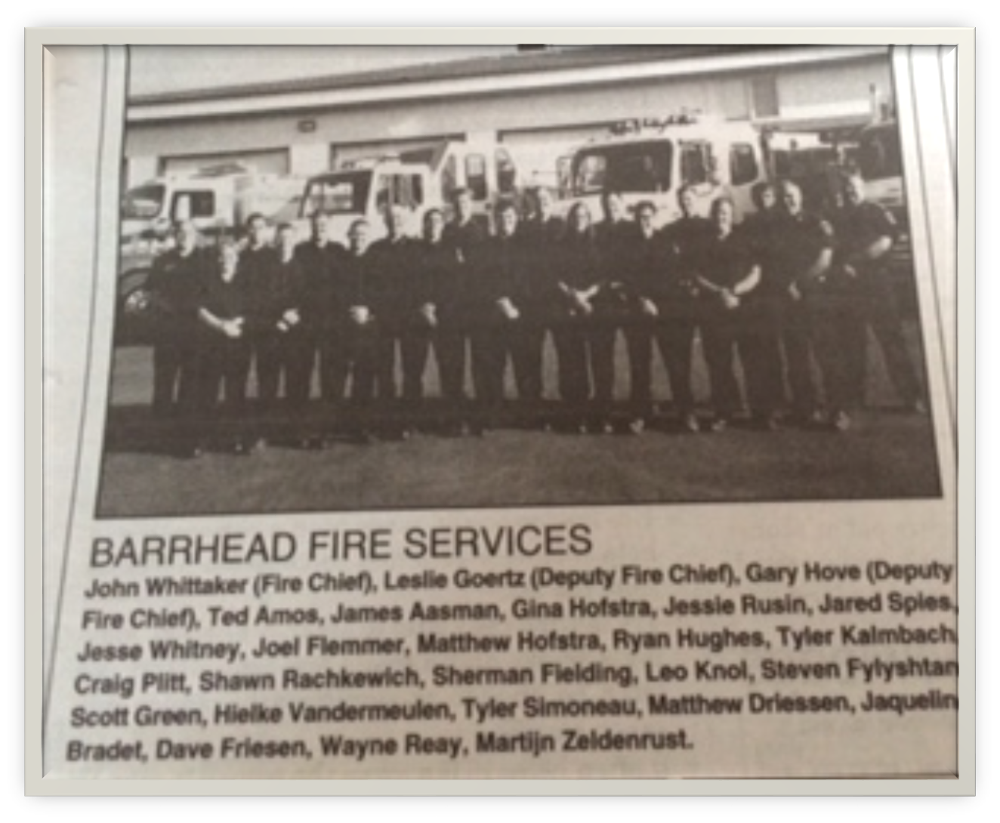 BARRHEAD FIRE SERVICES
John Whittaker (Fire Chief), Leslie Goertz (Deputy Fire Chief), Gary Hove (Deputy
Fire Chief), Ted Amos, James Aasman, Gina Hofstra, Jessie Rusin, Jared Spies,
Jesse Whitney, Joel Flemmer, Matthew Hofstra, Ryan Hughes, Tyler Kalmbach,
Craig Plitt, Shawn Rachkewich, Sherman Fielding, Leo Knol, Steven Fylyshtan
Scott Green, Hielke Vandermeulen, Tyler Simoneau, Matthew Driessen, Jaquelin
Bradet, Dave Friesen, Wayne Reay, Martijn Zeldenrust.